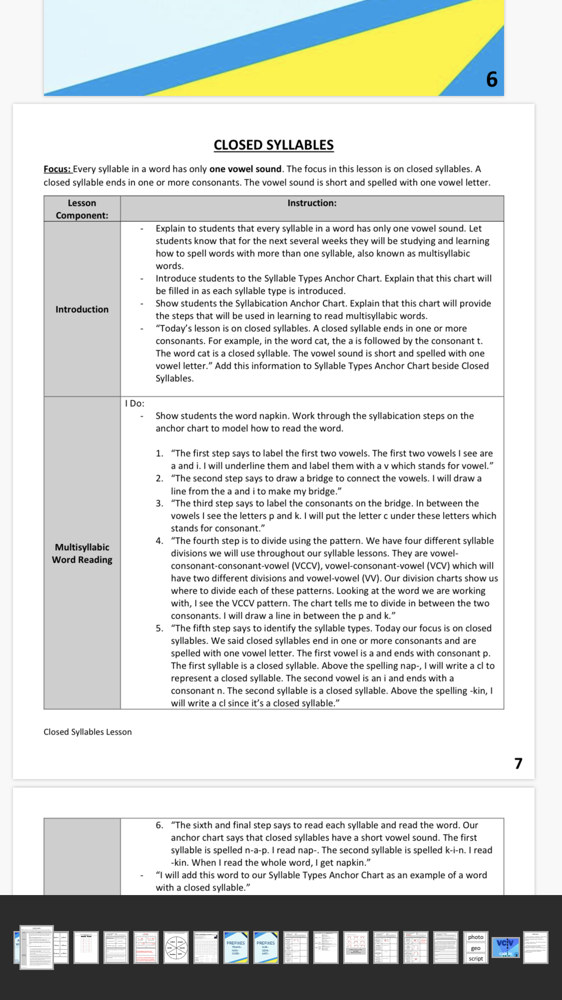 6
CLOSED SYLLABLES
Focus: Every syllable in a word has only one vowel sound. The focus in this lesson is on closed syllables. A
closed syllable ends in one or more consonants. The vowel sound is short and spelled with one vowel letter.
Lesson
Component:
Instruction:
Introduction
- Explain to students that every syllable in a word has only one vowel sound. Let
students know that for the next several weeks they will be studying and learning
how to spell words with more than one syllable, also known as multisyllabic
words.
- Introduce students to the Syllable Types Anchor Chart. Explain that this chart will
be filled in as each syllable type is introduced.
- Show students the Syllabication Anchor Chart. Explain that this chart will provide
the steps that will be used in learning to read multisyllabic words.
- “Today’s lesson is on closed syllables. A closed syllable ends in one or more
consonants. For example, in the word cat, the a is followed by the consonant t.
The word cat is a closed syllable. The vowel sound is short and spelled with one
vowel letter.” Add this information to Syllable Types Anchor Chart beside Closed
Syllables.
Multisyllabic
Word Reading
I Do:
- Show students the word napkin. Work through the syllabication steps on the
anchor chart to model how to read the word.
1. “The first step says to label the first two vowels. The first two vowels I see are
a and i. I will underline them and label them with a v which stands for vowel.”
2. “The second step says to draw a bridge to connect the vowels. I will draw a
line from the a and i to make my bridge.”
3. “The third step says to label the consonants on the bridge. In between the
vowels I see the letters p and k. I will put the letter c under these letters which
stands for consonant.”
4. “The fourth step is to divide using the pattern. We have four different syllable
divisions we will use throughout our syllable lessons. They are vowel-
consonant-consonant-vowel (VCCV), vowel-consonant-vowel (VCV) which will
have two different divisions and vowel-vowel (VV). Our division charts show us
where to divide each of these patterns. Looking at the word we are working
with, I see the VCCV pattern. The chart tells me to divide in between the two
consonants. I will draw a line in between the p and k.”
5. “The fifth step says to identify the syllable types. Today our focus is on closed
syllables. We said closed syllables end in one or more consonants and are
spelled with one vowel letter. The first vowel is a and ends with consonant p.
The first syllable is a closed syllable. Above the spelling nap-, I will write a cl to
represent a closed syllable. The second vowel is an i and ends with a
consonant n. The second syllable is a closed syllable. Above the spelling -kin, I
will write a cl since it’s a closed syllable.”
Closed Syllables Lesson
7
6. “The sixth and final step says to read each syllable and read the word. Our
anchor chart says that closed syllables have a short vowel sound. The first
syllable is spelled n-a-p. I read nap-. The second syllable is spelled k-i-n. I read
-kin. When I read the whole word, I get napkin.”
- “I will add this word to our Syllable Types Anchor Chart as an example of a word
with a closed syllable.”
PREFIXES
TRANS-
NON-
OVER-
PREFIXES
SUB-
SEMI-
ANTI-
photo
geo
script
VCV
cabin